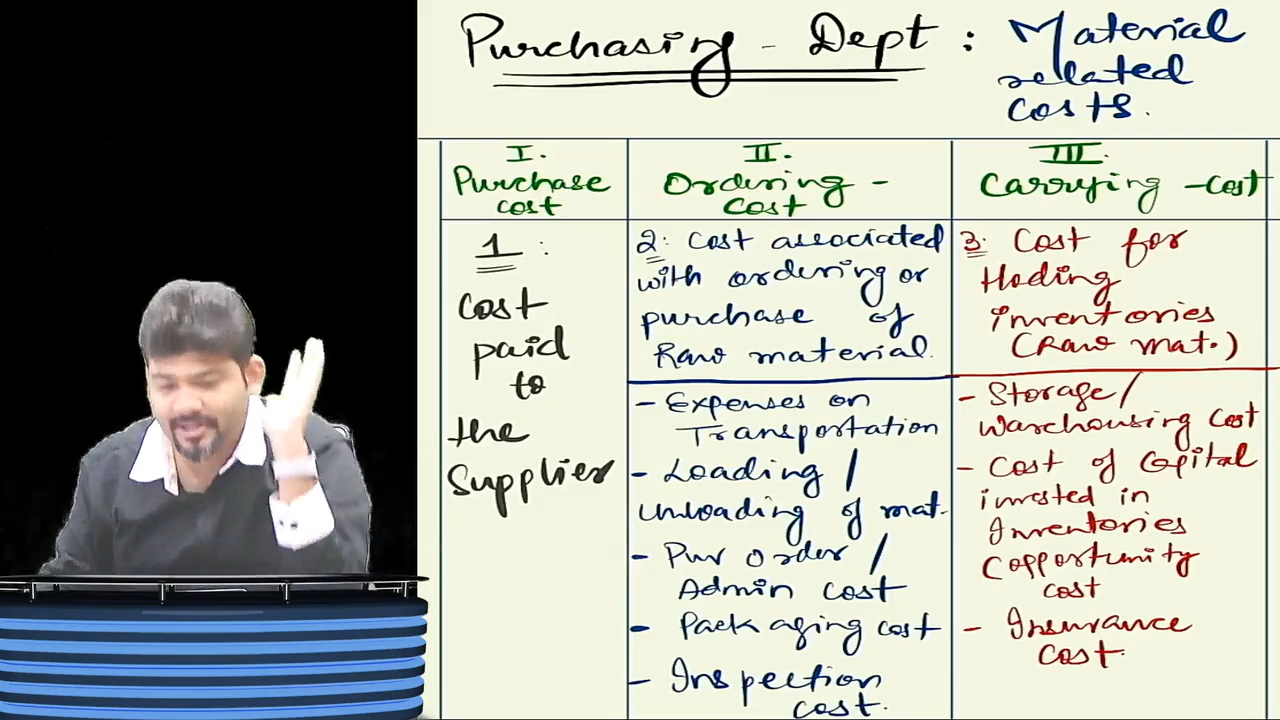 Purchasing - Dept : Material
related
costs.
I.
Purchase
cost
1 :
Cost
paid
to
the
Supplier
II.
Ordering -
Cost
2: Cost associated
with ordering or
purchase of
Raw material.
- Expenses on
Transportation
- Loading /
Unloading of mat.
- Pur order /
Admin cost
- Packaging cost
- Inspection
cost.
III
Carrying - cost
3: Cost for
Hoding
inventories
(Raw mat.)
- Storage/
Warehousing cost
- Cost of Capital
invested in
Inventories
Copportunity
cost
- Insurance
cost.